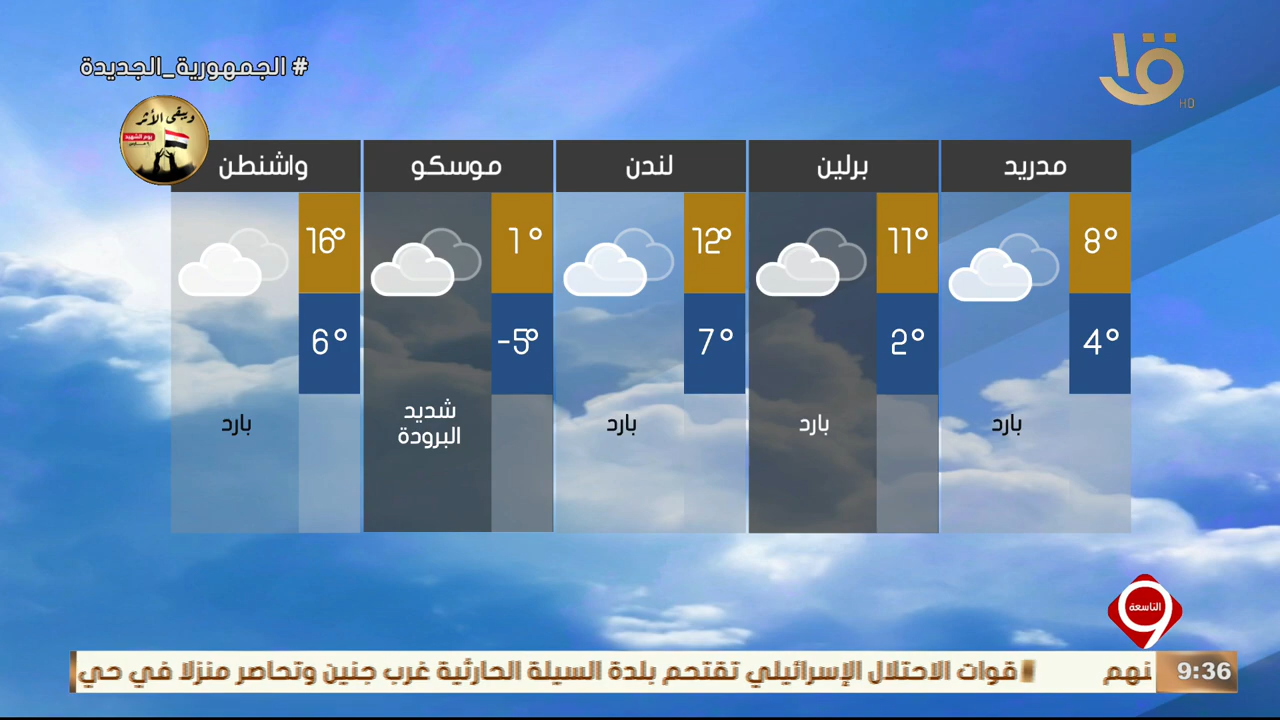 # الجمهورية_الجديدة
HD
ويبقى الأثر
يوم الشهيد
مدريد
8°
4°
بارد
برلين
11°
2°
بارد
لندن
12°
7°
بارد
موسكو
1°
-5°
شديد
البرودة
واشنطن
16°
6°
بارد
التاسعة
9
9:36
نهم
قوات الاحتلال الإسرائيلي تقتحم بلدة السيلة الحارثية غرب جنين وتحاصر منزلا في حي